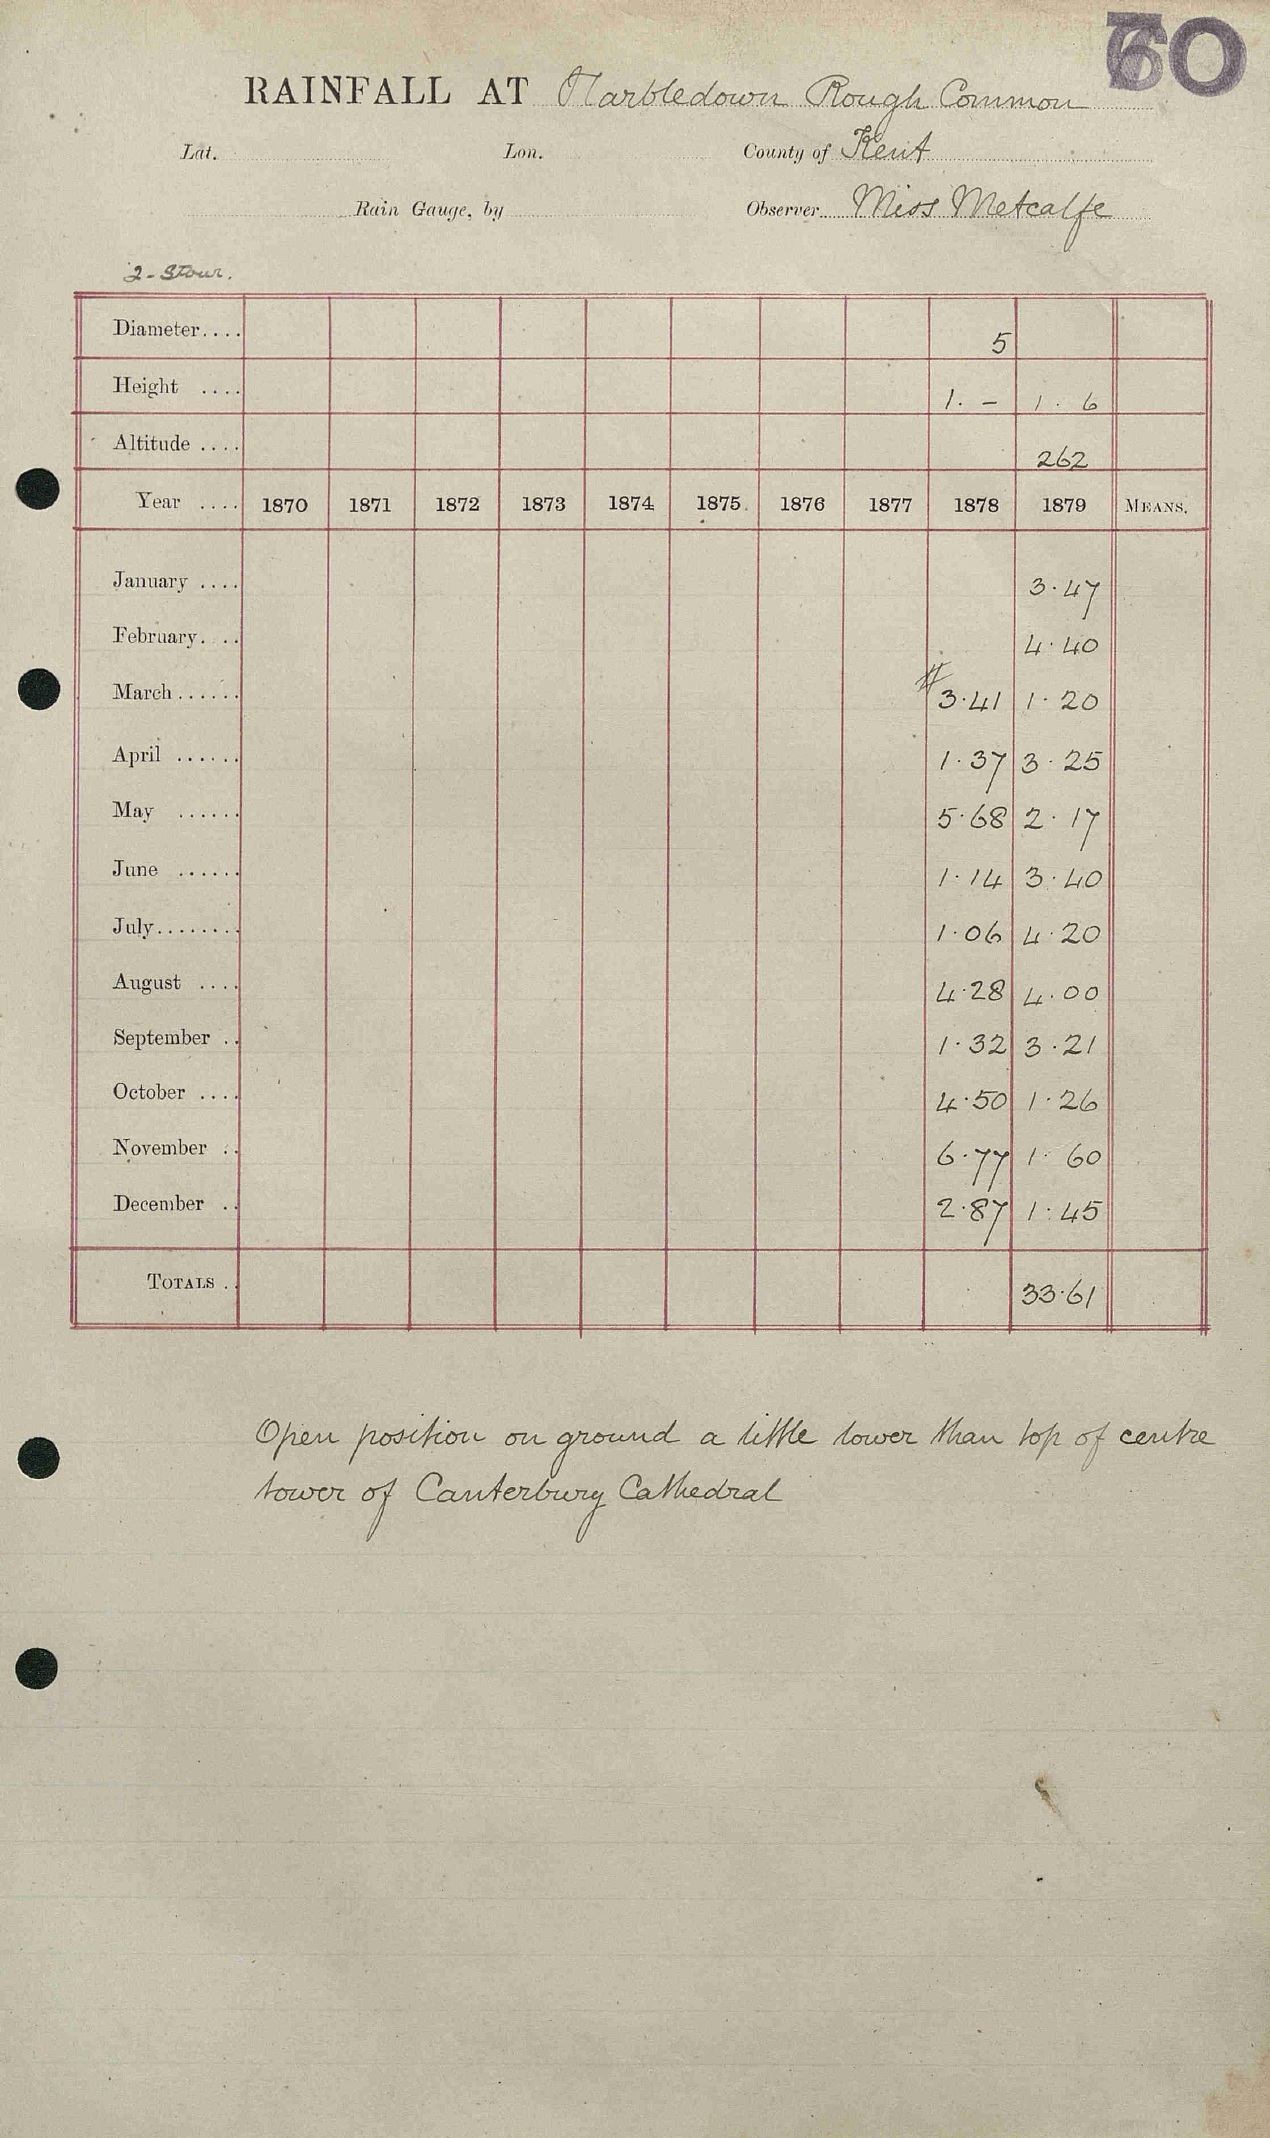 60
RAINFALL AT Harbledown Rough Common
Lat. Lon. County of Kent
Rain Gauge, by Observer Miss Metcalfe
2-Stour.
Diameter.... 5
Height .... 1. – 1. 6
Altitude .... 262
Year .... 1870 1871 1872 1873 1874 1875 1876 1877 1878 1879 MEANS.
January .... 3.47
February.... 4.40
March...... # 3.41 1.20
April ...... 1.37 3.25
May ...... 5.68 2.17
June ...... 1.14 3.40
July........ 1.06 4.20
August .... 4.28 4.00
September .. 1.32 3.21
October .... 4.50 1.26
November .. 6.77 1.60
December .. 2.87 1.45
TOTALS .. 33.61
Open position on ground a little lower than top of centre
tower of Canterbury Cathedral